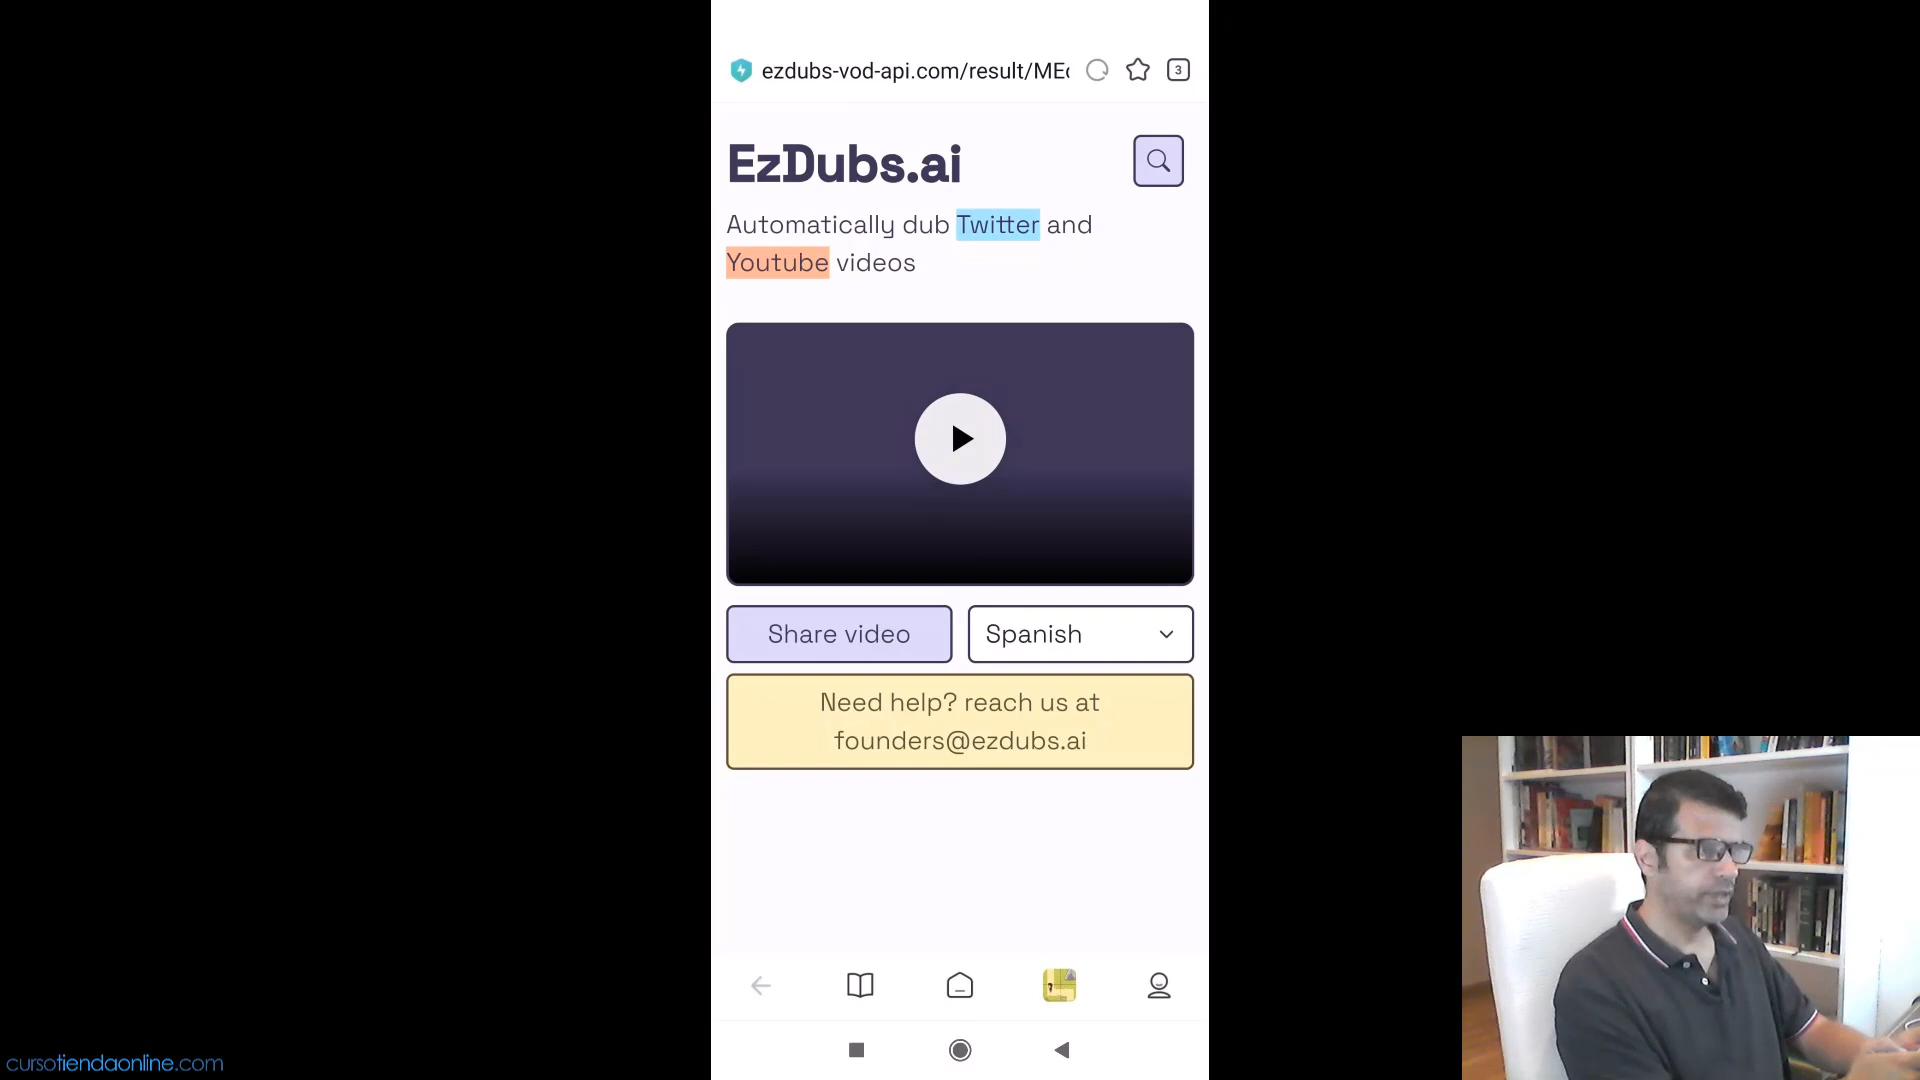 ezdubs-vod-api.com/result/ME
3
EzDubs.ai
Automatically dub Twitter and
Youtube videos
Share video
Spanish
Need help? reach us at
founders@ezdubs.ai
cursotiendaonline.com